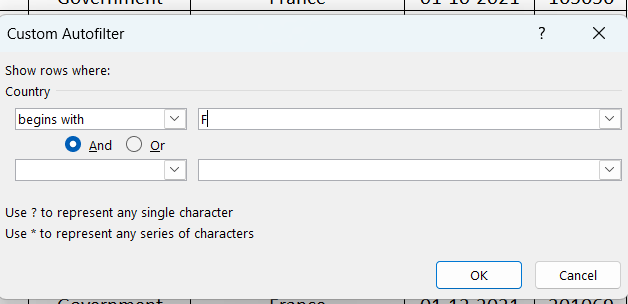 Custom Autofilter ?
Show rows where:
Country
begins with F
And Or
Use ? to represent any single character
Use * to represent any series of characters
OK Cancel